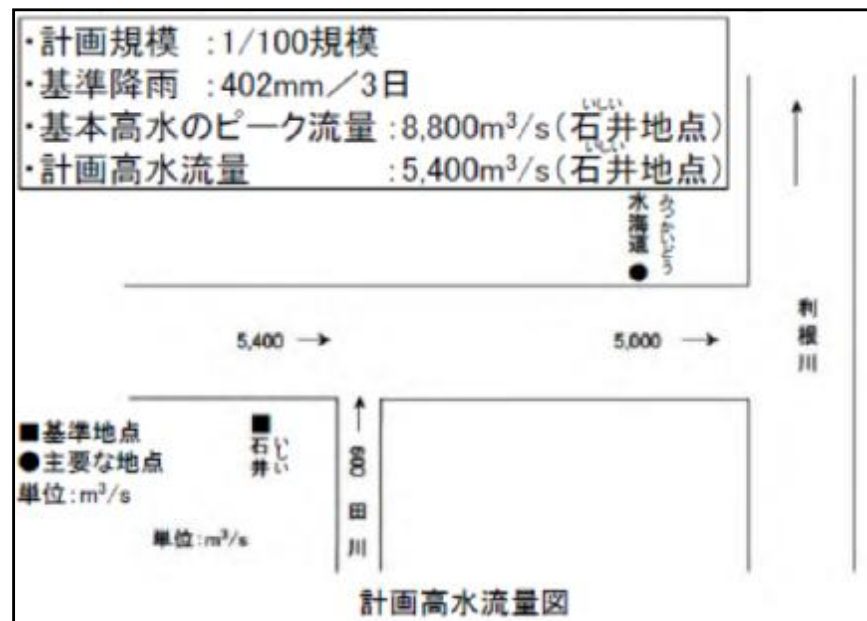 ・計画規模 :1/100規模
・基準降雨 :402mm/3日
・基本高水のピーク流量:8,800m³/s(石井地点)
いしい
・計画高水流量 :5,400m³/s(石井地点)
いしい
水海道
みつかいどう
利根川
5,400 →
5,000 →
■基準地点
●主要な地点
単位:m³/s
石井
いしい
600
田川
単位:m³/s
計画高水流量図